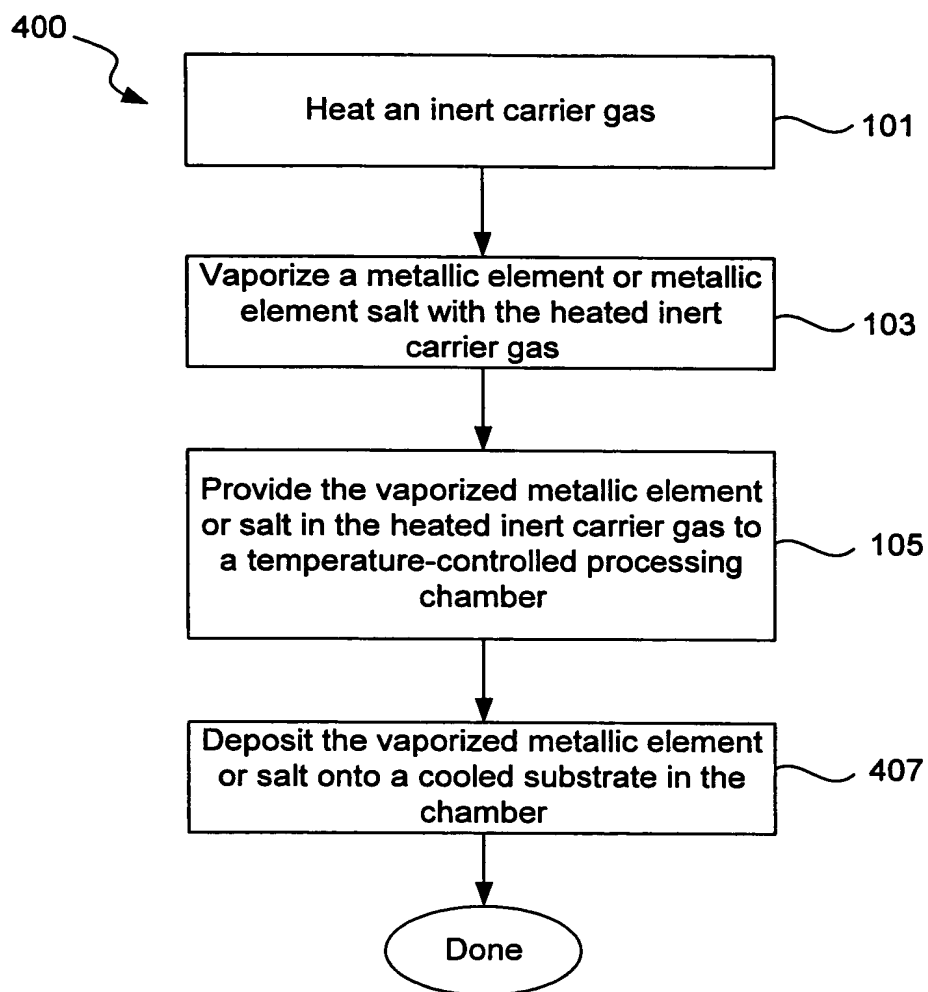 400
Heat an inert carrier gas
101
Vaporize a metallic element or metallic
element salt with the heated inert
carrier gas
103
Provide the vaporized metallic element
or salt in the heated inert carrier gas to
a temperature-controlled processing
chamber
105
Deposit the vaporized metallic element
or salt onto a cooled substrate in the
chamber
407
Done